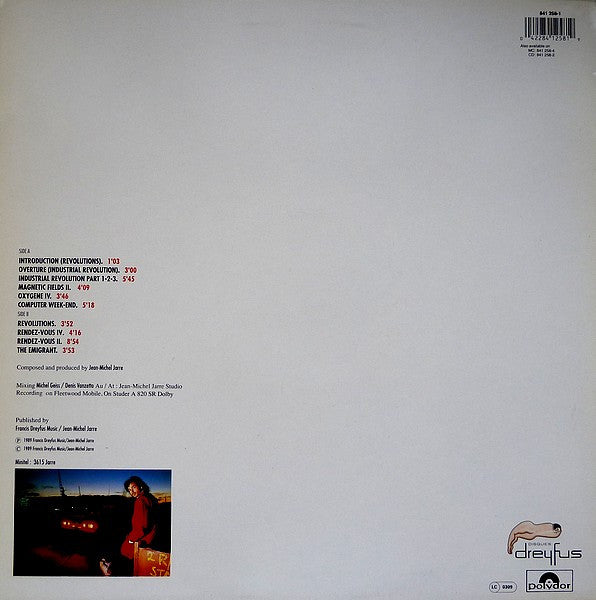 841 258-1
0 42284 12581 9
Also available on
MC: 841 258-4
CD: 841 258-2
SIDE A
INTRODUCTION (REVOLUTIONS). 1'03
OVERTURE (INDUSTRIAL REVOLUTION). 3'00
INDUSTRIAL REVOLUTION PART 1-2-3. 5'45
MAGNETIC FIELDS II. 4'09
OXYGENE IV. 3'46
COMPUTER WEEK-END. 5'18
SIDE B
REVOLUTIONS. 3'52
RENDEZ-VOUS IV. 4'16
RENDEZ-VOUS II. 8'54
THE EMIGRANT. 3'53
Composed and produced by Jean-Michel Jarre
Mixing Michel Geiss / Denis Vanzetto Au / At : Jean-Michel Jarre Studio
Recording on Fleetwood Mobile. On Studer A 820 SR Dolby
Published by
Francis Dreyfus Music / Jean-Michel Jarre
Ⓟ 1989 Francis Dreyfus Music/Jean-Michel Jarre
© 1989 Francis Dreyfus Music/Jean-Michel Jarre
Minitel : 3615 Jarre
2 R
ST
DISQUES
dreyfus
LC 0309
Polydor